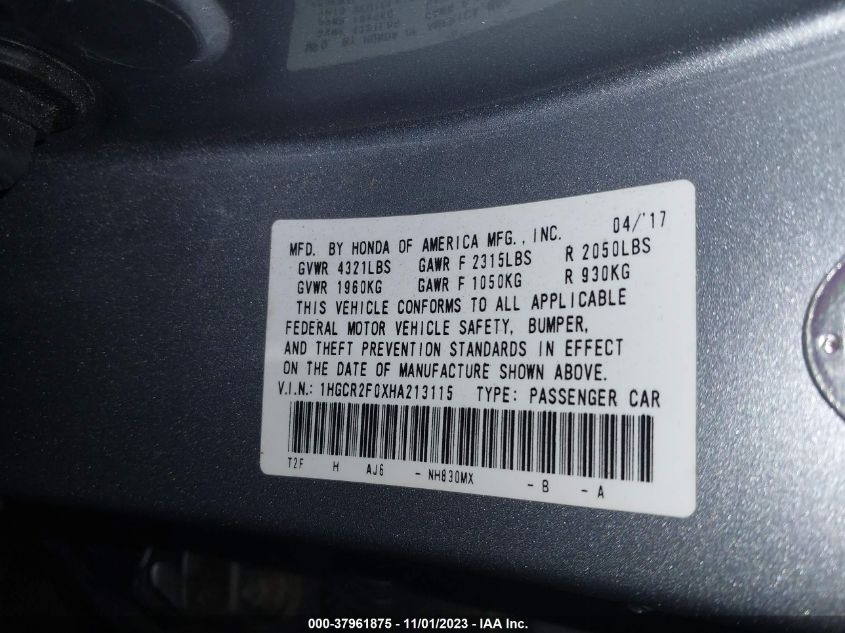 MFD. BY HONDA OF AMERICA MFG., INC. 04/'17
GVWR 4321LBS GAWR F 2315LBS R 2050LBS
GVWR 1960KG GAWR F 1050KG R 930KG
THIS VEHICLE CONFORMS TO ALL APPLICABLE
FEDERAL MOTOR VEHICLE SAFETY, BUMPER,
AND THEFT PREVENTION STANDARDS IN EFFECT
ON THE DATE OF MANUFACTURE SHOWN ABOVE.
V.I.N.: 1HGCR2F0XHA213115 TYPE: PASSENGER CAR
T2F H AJ6 - NH830MX - B - A
000-37961875 - 11/01/2023 - IAA Inc.